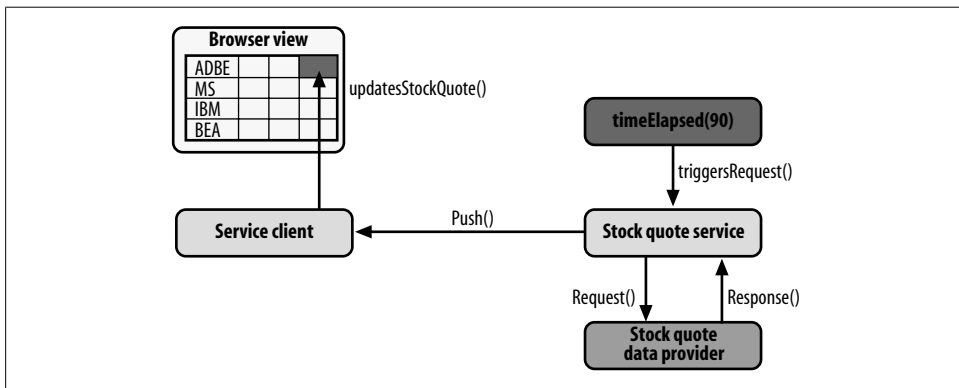 Browser view
ADBE
MS
IBM
BEA
updatesStockQuote()
timeElapsed(90)
triggersRequest()
Service client
Push()
Stock quote service
Request()
Response()
Stock quote
data provider